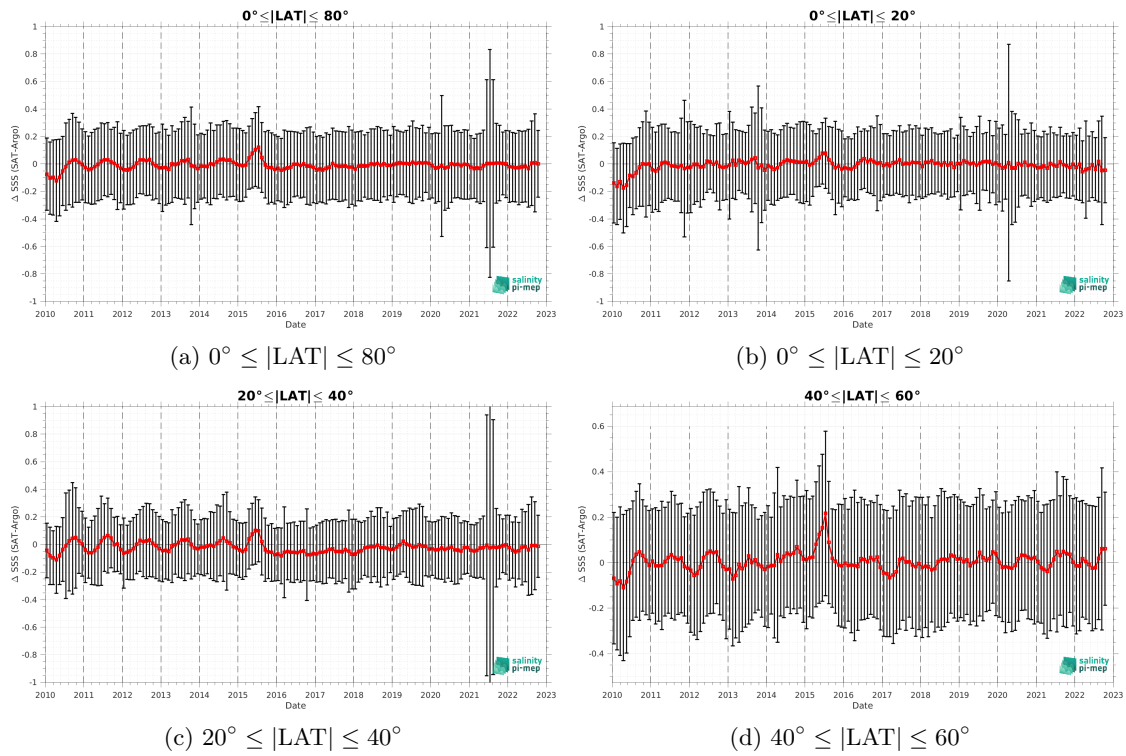 0°≤|LAT|≤ 80°
Δ SSS (SAT-Argo)
1
0.8
0.6
0.4
0.2
0
-0.2
-0.4
-0.6
-0.8
-1
salinity
pi-mep
2010 2011 2012 2013 2014 2015 2016 2017 2018 2019 2020 2021 2022 2023
Date
(a) 0° ≤ |LAT| ≤ 80°
0°≤|LAT|≤ 20°
Δ SSS (SAT-Argo)
1
0.8
0.6
0.4
0.2
0
-0.2
-0.4
-0.6
-0.8
-1
salinity
pi-mep
2010 2011 2012 2013 2014 2015 2016 2017 2018 2019 2020 2021 2022 2023
Date
(b) 0° ≤ |LAT| ≤ 20°
20°≤|LAT|≤ 40°
Δ SSS (SAT-Argo)
1
0.8
0.6
0.4
0.2
0
-0.2
-0.4
-0.6
-0.8
-1
salinity
pi-mep
2010 2011 2012 2013 2014 2015 2016 2017 2018 2019 2020 2021 2022 2023
Date
(c) 20° ≤ |LAT| ≤ 40°
40°≤|LAT|≤ 60°
Δ SSS (SAT-Argo)
0.6
0.4
0.2
0
-0.2
-0.4
salinity
pi-mep
2010 2011 2012 2013 2014 2015 2016 2017 2018 2019 2020 2021 2022 2023
Date
(d) 40° ≤ |LAT| ≤ 60°